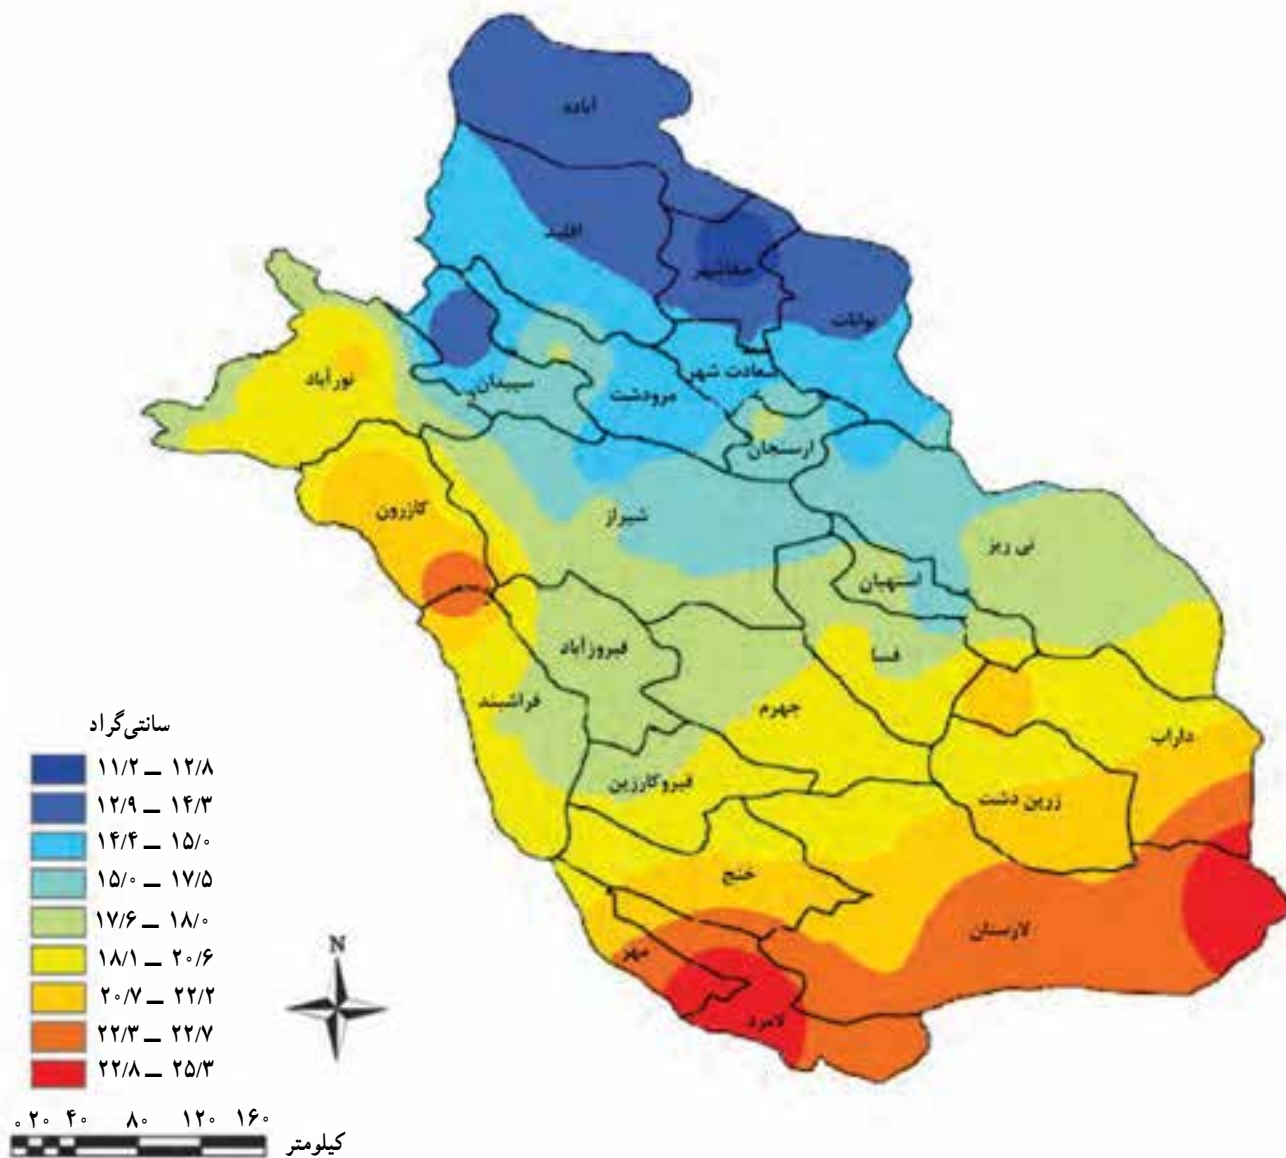 آباده
اقلید
صفاشهر
بوانات
سعادت شهر
نورآباد
سپیدان
مرودشت
ارسنجان
کازرون
شیراز
نی ریز
استهبان
فسا
فیروزآباد
فراشبند
جهرم
داراب
قیروکارزین
زرین دشت
خنج
لارستان
مهر
لامرد
سانتی‌گراد
۱۱/۲ – ۱۲/۸
۱۲/۹ – ۱۴/۳
۱۴/۴ – ۱۵/۰
۱۵/۰ – ۱۷/۵
۱۷/۶ – ۱۸/۰
۱۸/۱ – ۲۰/۶
۲۰/۷ – ۲۲/۲
۲۲/۳ – ۲۲/۷
۲۲/۸ – ۲۵/۳
N
۰ ۲۰ ۴۰ ۸۰ ۱۲۰ ۱۶۰
کیلومتر